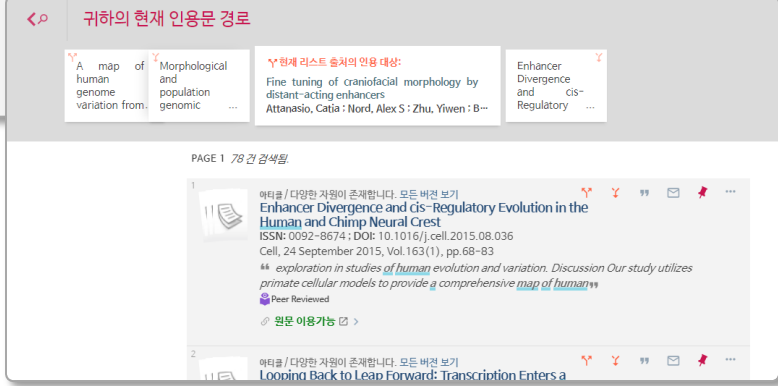 귀하의 현재 인용문 경로
A map of
human
genome
variation from...
Morphological
and
population
genomic ...
현재 리스트 출처의 인용 대상:
Fine tuning of craniofacial morphology by
distant-acting enhancers
Attanasio, Catia ; Nord, Alex S ; Zhu, Yiwen ; B...
Enhancer
Divergence
and cis-
Regulatory ...
PAGE 1 78 건 검색됨.
1
아티클 / 다양한 자원이 존재합니다. 모든 버전 보기
Enhancer Divergence and cis-Regulatory Evolution in the
Human and Chimp Neural Crest
ISSN: 0092-8674 ; DOI: 10.1016/j.cell.2015.08.036
Cell, 24 September 2015, Vol.163(1), pp.68-83
❝ exploration in studies of human evolution and variation. Discussion Our study utilizes
primate cellular models to provide a comprehensive map of human❞
Peer Reviewed
원문 이용가능 >
2
아티클 / 다양한 자원이 존재합니다. 모든 버전 보기
Looping Back to Leap Forward: Transcription Enters a